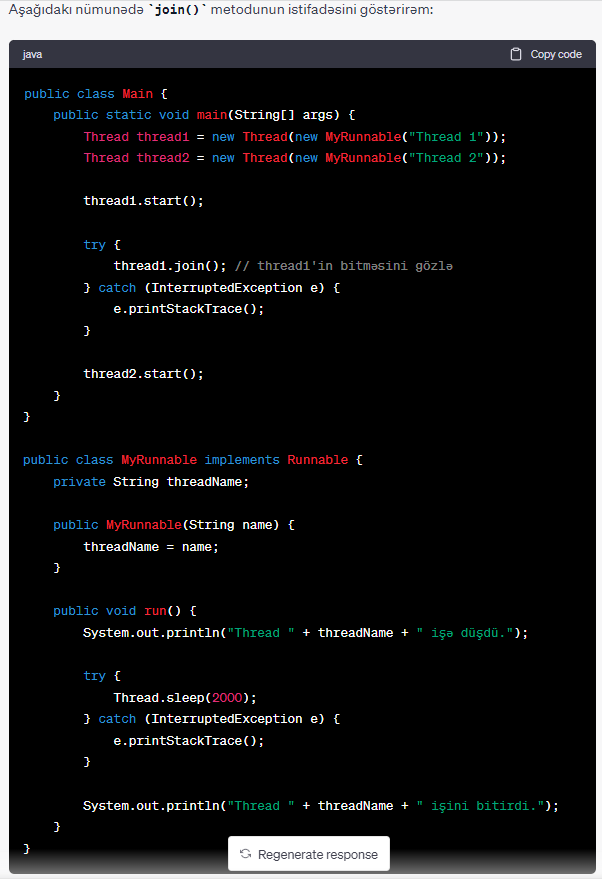 Aşağıdakı nümunədə `join()` metodunun istifadəsini göstərirəm:
java
Copy code
public class Main {
    public static void main(String[] args) {
        Thread thread1 = new Thread(new MyRunnable("Thread 1"));
        Thread thread2 = new Thread(new MyRunnable("Thread 2"));
        thread1.start();
        try {
            thread1.join(); // thread1'in bitməsini gözlə
        } catch (InterruptedException e) {
            e.printStackTrace();
        }
        thread2.start();
    }
}
public class MyRunnable implements Runnable {
    private String threadName;
    public MyRunnable(String name) {
        threadName = name;
    }
    public void run() {
        System.out.println("Thread " + threadName + " işə düşdü.");
        try {
            Thread.sleep(2000);
        } catch (InterruptedException e) {
            e.printStackTrace();
        }
        System.out.println("Thread " + threadName + " işini bitirdi.");
    }
}
Regenerate response